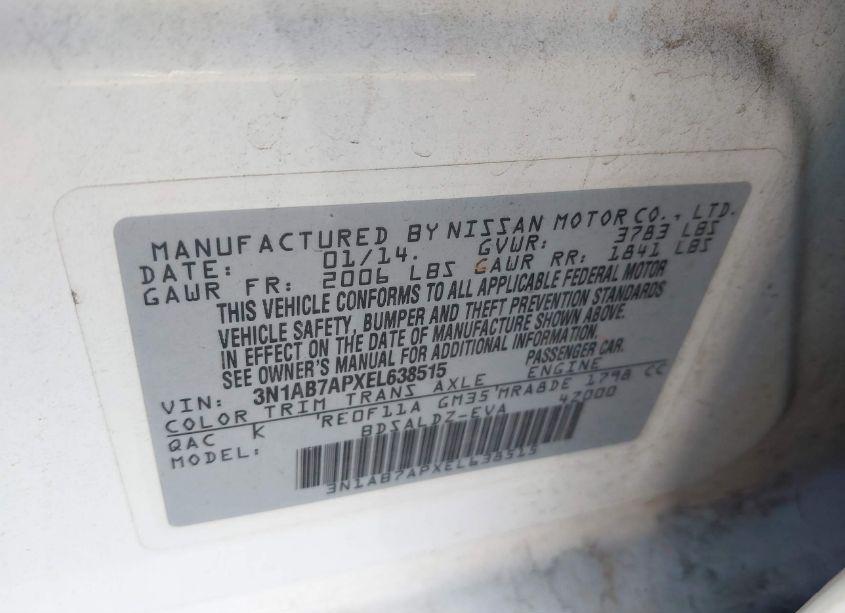 MANUFACTURED BY NISSAN MOTOR CO., LTD.
DATE: 01/14. GVWR: 3783 LBS
GAWR FR: 2006 LBS GAWR RR: 1841 LBS
THIS VEHICLE CONFORMS TO ALL APPLICABLE FEDERAL MOTOR
VEHICLE SAFETY, BUMPER AND THEFT PREVENTION STANDARDS
IN EFFECT ON THE DATE OF MANUFACTURE SHOWN ABOVE.
SEE OWNER'S MANUAL FOR ADDITIONAL INFORMATION.
VIN: 3N1AB7APXEL638515 PASSENGER CAR.
COLOR TRIM TRANS AXLE ENGINE
QAC K 'RE0F11A GM35'MRA8DE 1798 CC
MODEL: BDSALDZ-EVA 47000
3N1AB7APXEL638515